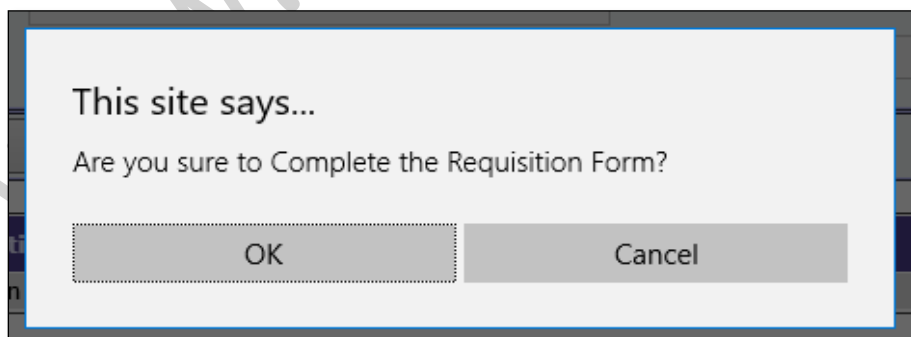 This site says...
Are you sure to Complete the Requisition Form?
OK
Cancel